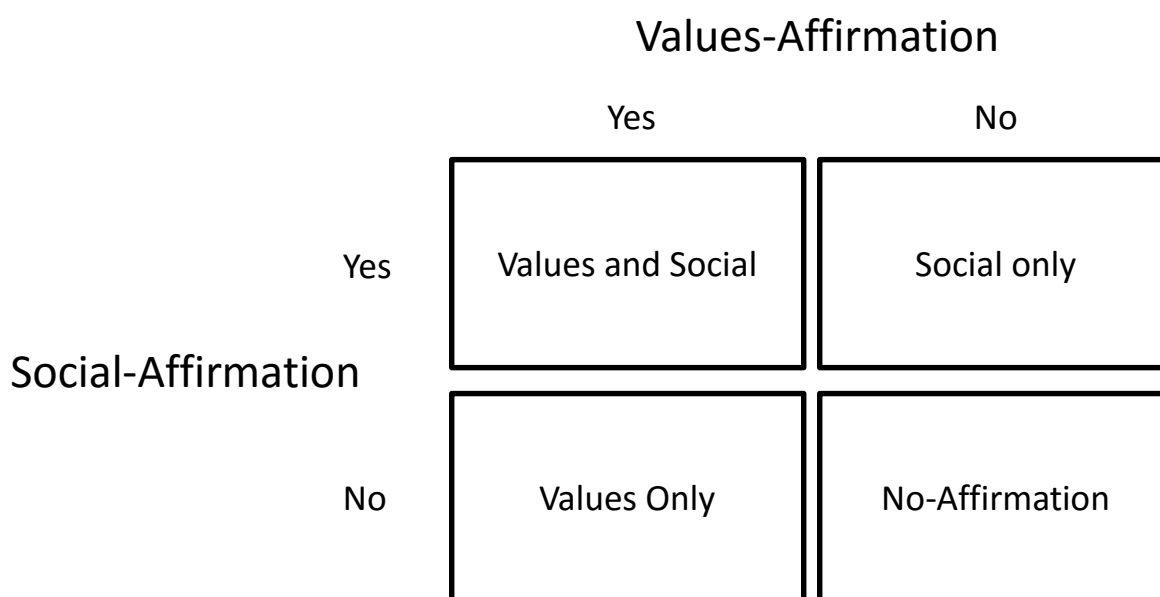 Values-Affirmation
Yes No
Yes Values and Social Social only
Social-Affirmation
No Values Only No-Affirmation